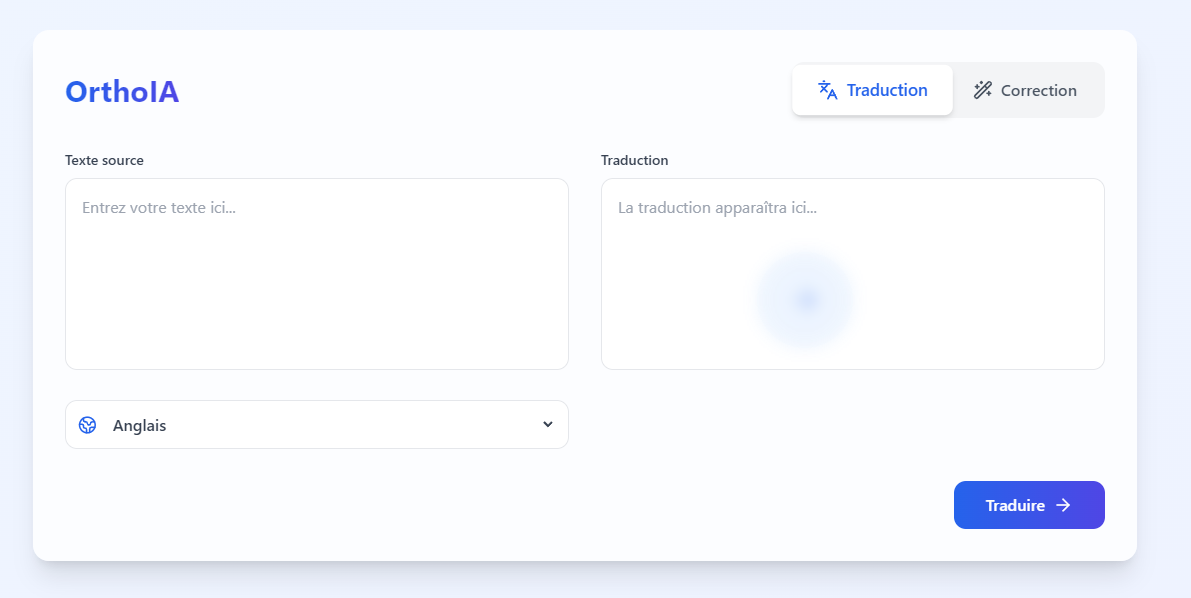 OrthoIA
Traduction
Correction
Texte source
Traduction
Entrez votre texte ici...
La traduction apparaîtra ici...
Anglais
Traduire